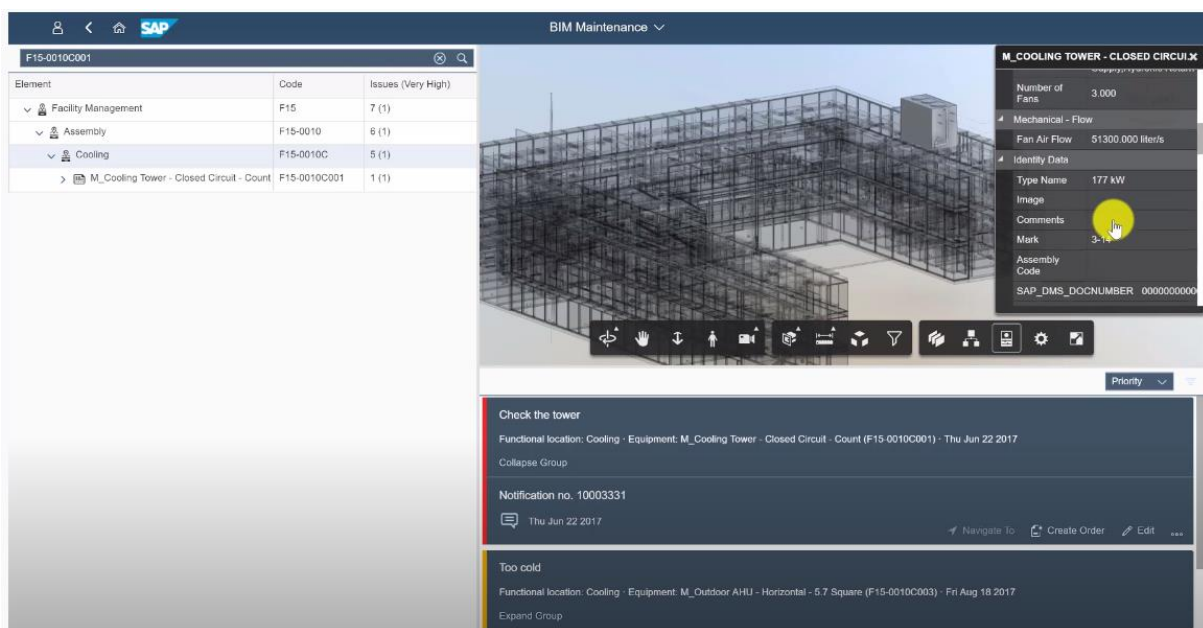 SAP
BIM Maintenance
F15-0010C001
Element Code Issues (Very High)
Facility Management F15 7 (1)
Assembly F15-0010 6 (1)
Cooling F15-0010C 5 (1)
M_Cooling Tower - Closed Circuit - Count F15-0010C001 1 (1)
M_COOLING TOWER - CLOSED CIRCUI
Number of
Fans 3.000
Mechanical - Flow
Fan Air Flow 51300.000 liter/s
Identity Data
Type Name 177 kW
Image
Comments
Mark
Assembly
Code
SAP_DMS_DOCNUMBER
Priority
Check the tower
Functional location: Cooling · Equipment: M_Cooling Tower - Closed Circuit - Count (F15-0010C001) · Thu Jun 22 2017
Collapse Group
Notification no. 10003331
Thu Jun 22 2017
Navigate To Create Order Edit ...
Too cold
Functional location: Cooling · Equipment: M_Outdoor AHU - Horizontal - 5.7 Square (F15-0010C003) · Fri Aug 18 2017
Expand Group